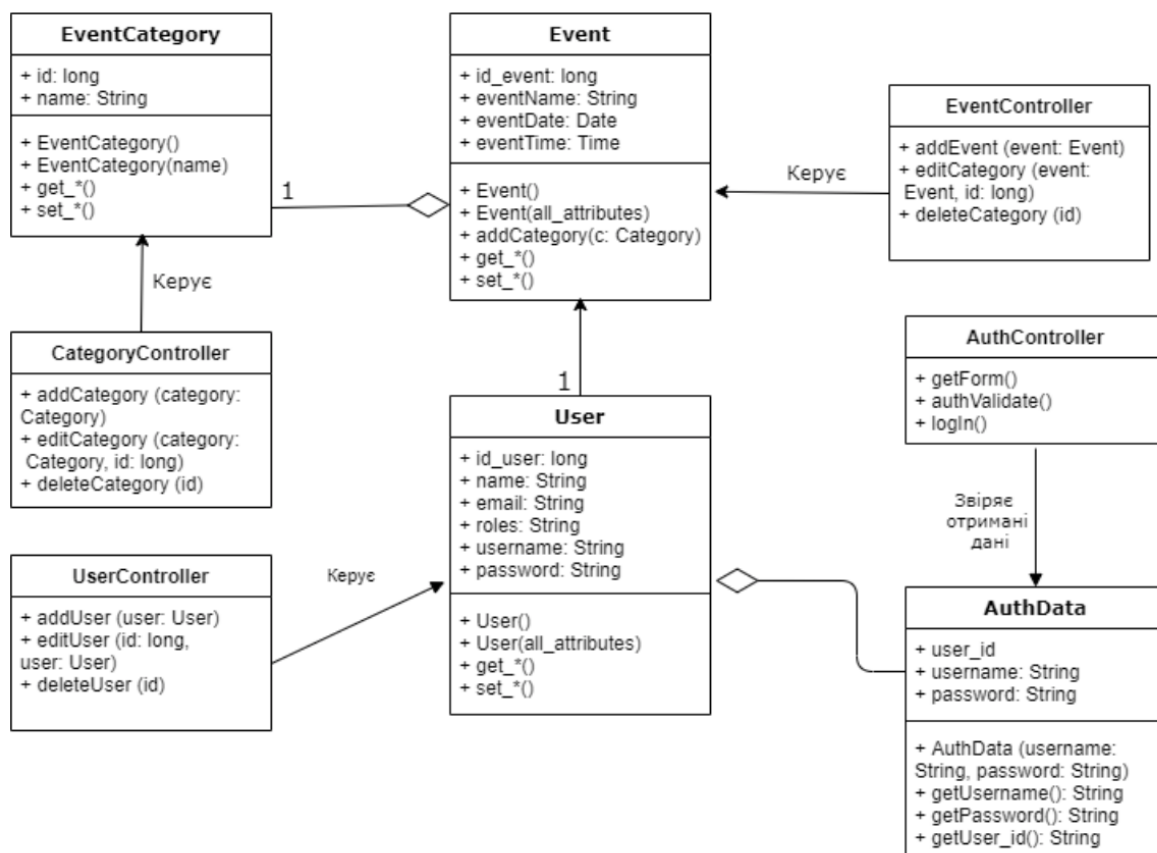 EventCategory
+ id: long
+ name: String
+ EventCategory()
+ EventCategory(name)
+ get_*()
+ set_*()
1
Event
+ id_event: long
+ eventName: String
+ eventDate: Date
+ eventTime: Time
+ Event()
+ Event(all_attributes)
+ addCategory(c: Category)
+ get_*()
+ set_*()
Керує
EventController
+ addEvent (event: Event)
+ editCategory (event:
Event, id: long)
+ deleteCategory (id)
Керує
CategoryController
+ addCategory (category:
Category)
+ editCategory (category:
Category, id: long)
+ deleteCategory (id)
1
User
+ id_user: long
+ name: String
+ email: String
+ roles: String
+ username: String
+ password: String
+ User()
+ User(all_attributes)
+ get_*()
+ set_*()
AuthController
+ getForm()
+ authValidate()
+ logIn()
Звіряє
отримані
дані
UserController
+ addUser (user: User)
+ editUser (id: long,
user: User)
+ deleteUser (id)
Керує
AuthData
+ user_id
+ username: String
+ password: String
+ AuthData (username:
String, password: String)
+ getUsername(): String
+ getPassword(): String
+ getUser_id(): String